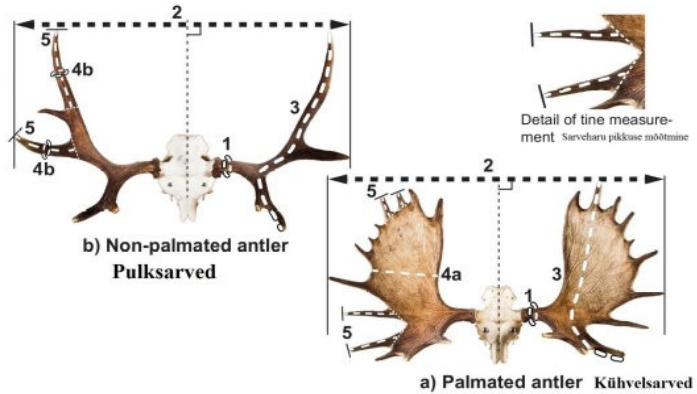 2
5
4b
3
5
4b
1
b) Non-palmated antler
Pulksarved
Detail of tine measure-
ment Sarveharu pikkuse mõõtmine
2
5
4a
3
1
5
a) Palmated antler Kühvelsarved